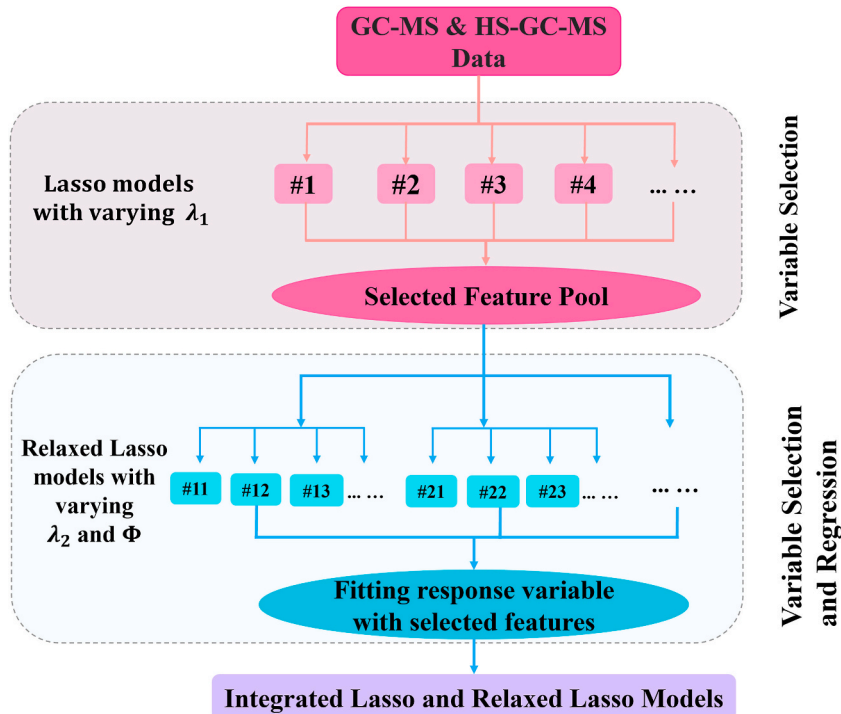 GC-MS & HS-GC-MS
Data
Lasso models
with varying λ₁
#1
#2
#3
#4
... ...
Selected Feature Pool
Variable Selection
Relaxed Lasso
models with
varying
λ₂ and Φ
#11
#12
#13
... ...
#21
#22
#23
... ...
... ...
Fitting response variable
with selected features
Variable Selection
and Regression
Integrated Lasso and Relaxed Lasso Models